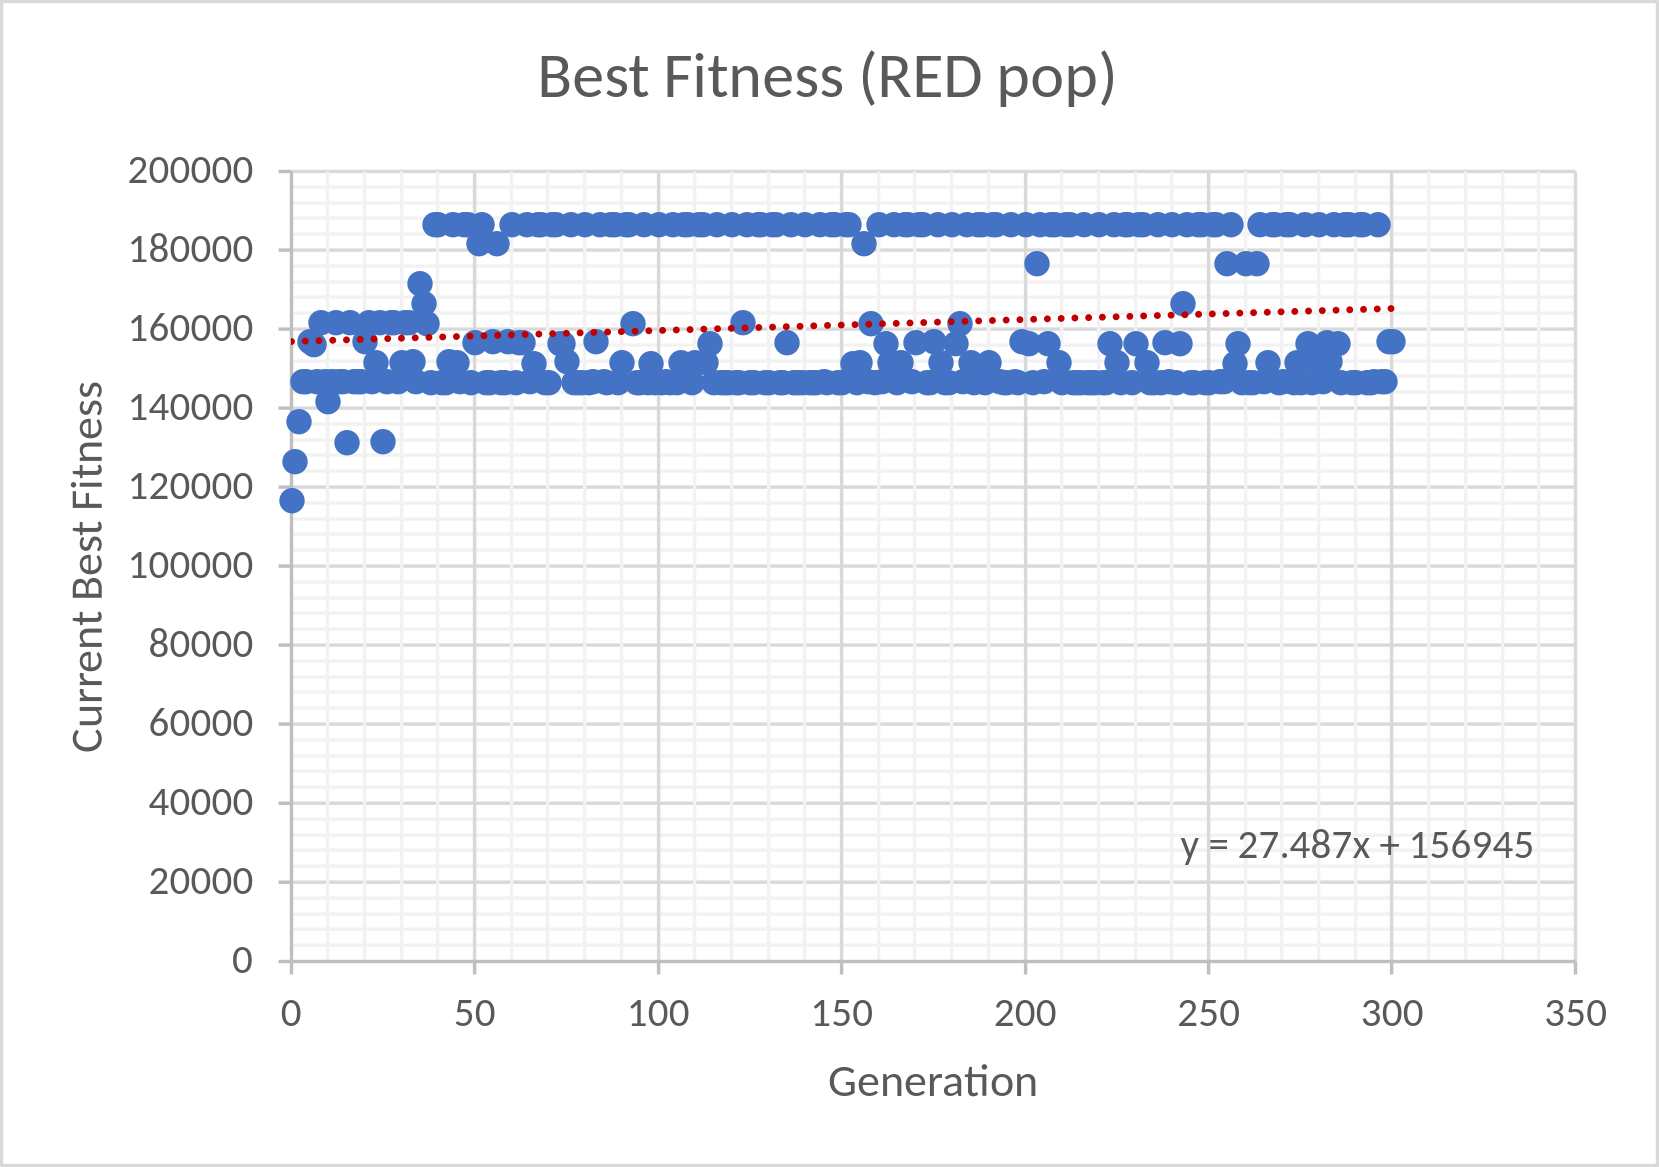 Best Fitness (RED pop)
200000
180000
160000
140000
120000
100000
80000
60000
40000
20000
0
Current Best Fitness
y = 27.487x + 156945
0 50 100 150 200 250 300 350
Generation